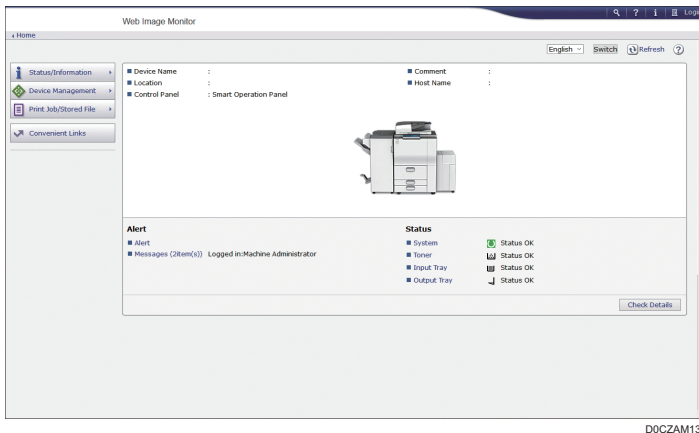 Web Image Monitor
Login
Home
English Switch Refresh
Status/Information
Device Management
Print Job/Stored File
Convenient Links
Device Name :
Location :
Control Panel : Smart Operation Panel
Comment :
Host Name :
Alert
Alert
Messages (2item(s)) Logged in:Machine Administrator
Status
System Status OK
Toner Status OK
Input Tray Status OK
Output Tray Status OK
Check Details
D0CZAM13